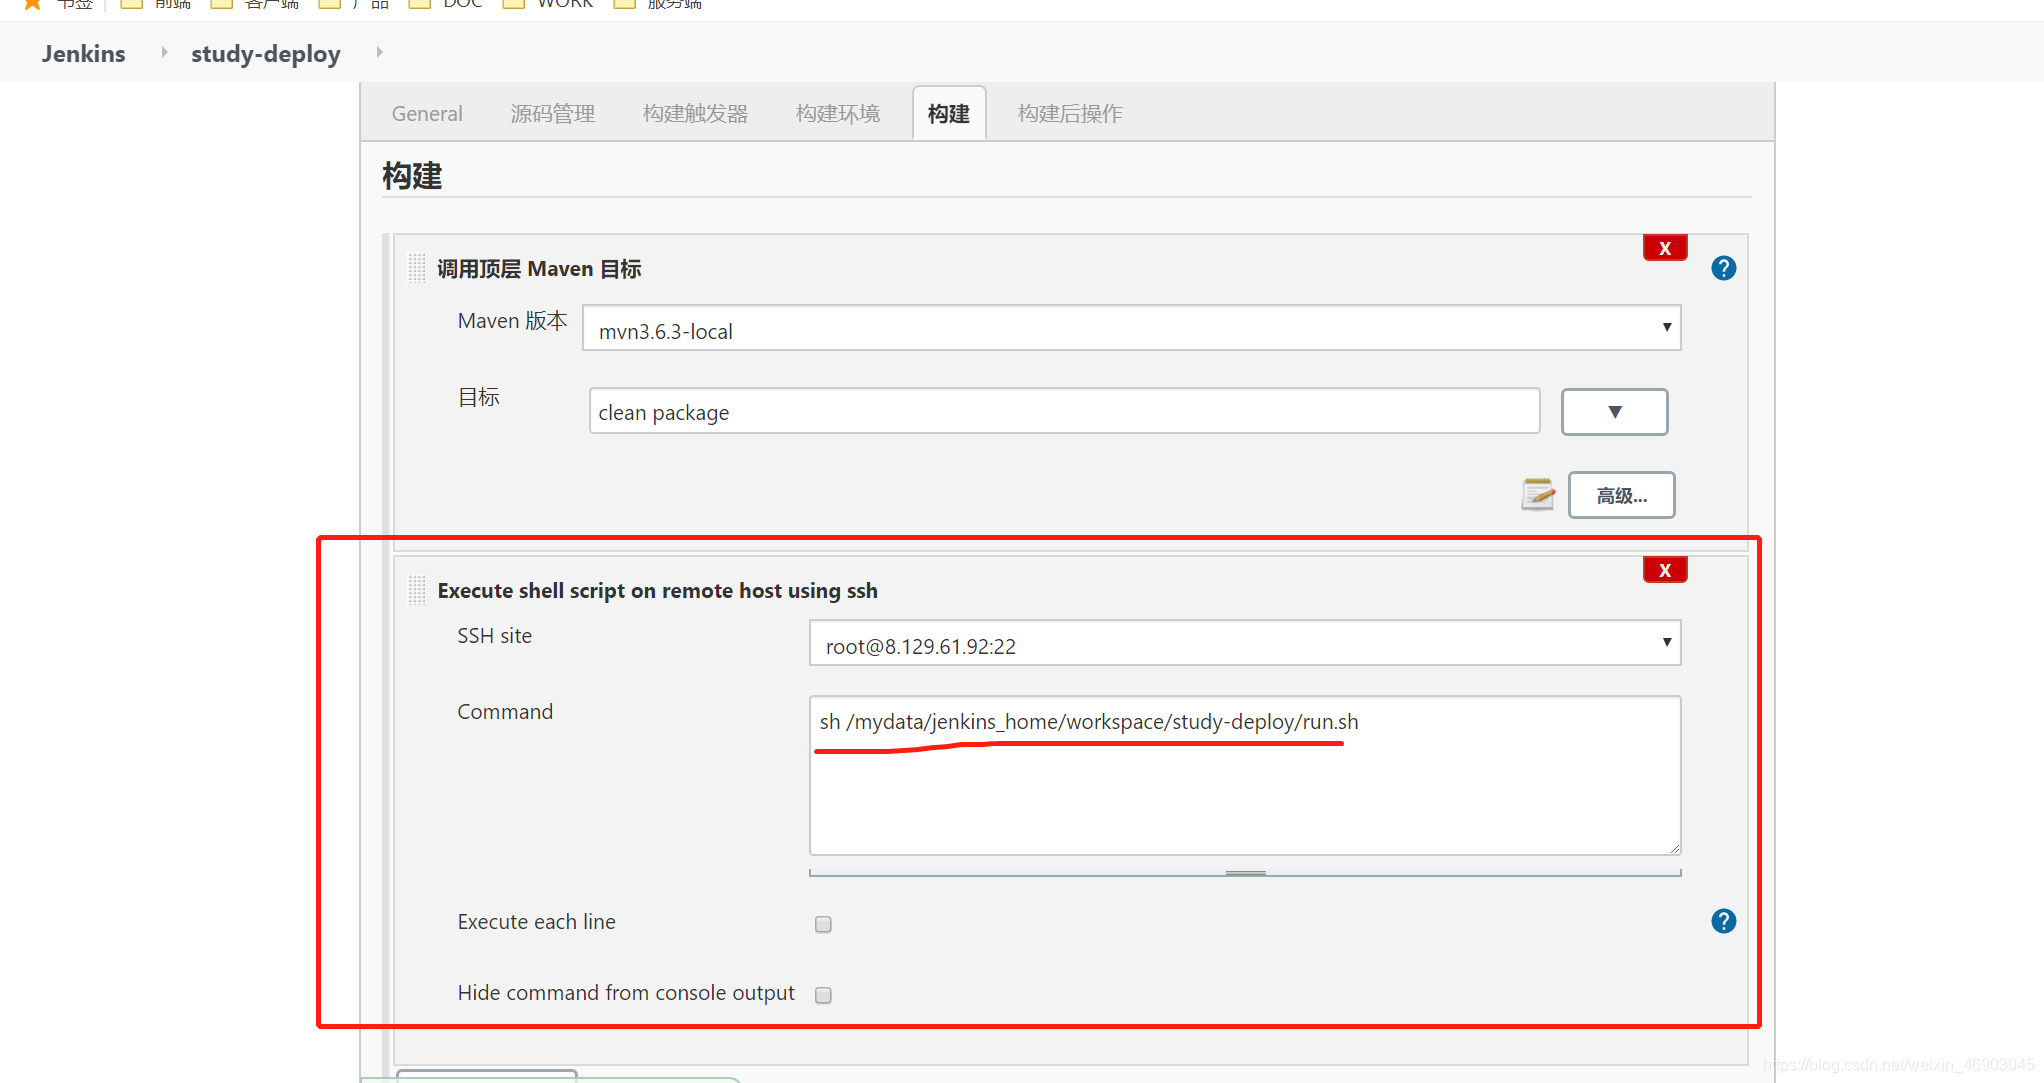 书签 前端 客户端 产品 DOC WORK 服务端
Jenkins study-deploy
General 源码管理 构建触发器 构建环境 构建 构建后操作
构建
X
调用顶层 Maven 目标
?
Maven 版本 mvn3.6.3-local
目标 clean package
高级...
X
Execute shell script on remote host using ssh
SSH site root@8.129.61.92:22
Command sh /mydata/jenkins_home/workspace/study-deploy/run.sh
Execute each line
?
Hide command from console output
https://blog.csdn.net/weixin_46903045